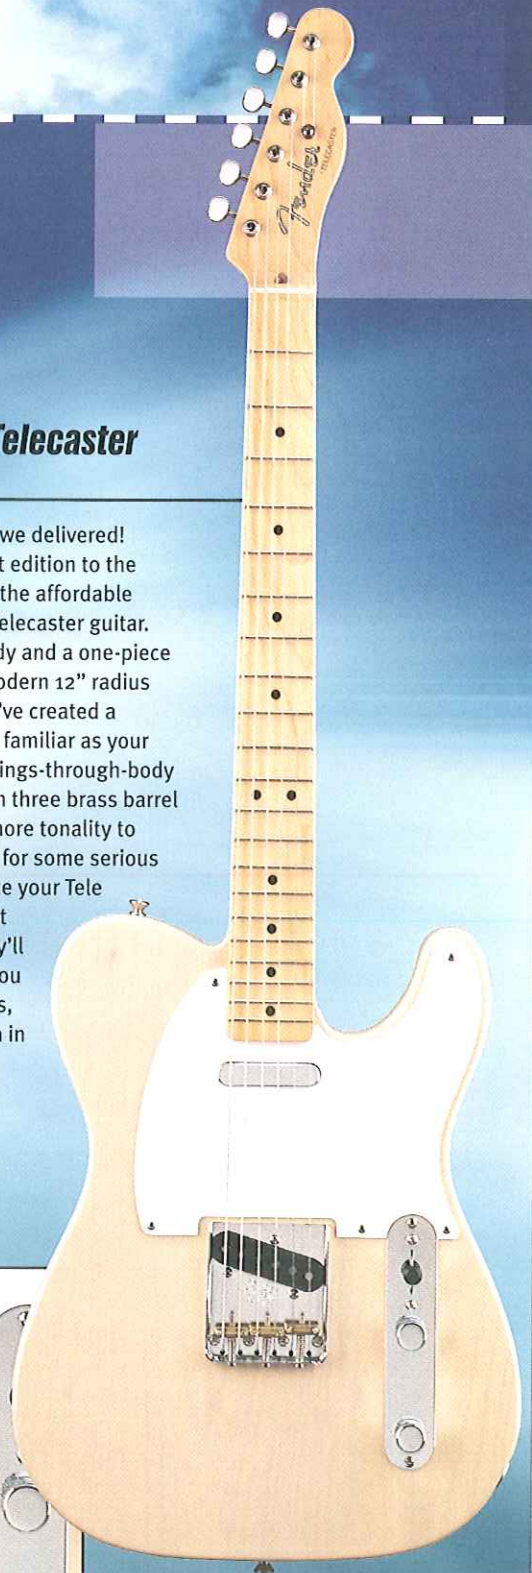 Fender
TELECASTER
Telecaster
we delivered!
t edition to the
the affordable
elecaster guitar.
dy and a one-piece
odern 12” radius
’ve created a
familiar as your
ings-through-body
n three brass barrel
more tonality to
for some serious
te your Tele
t
y’ll
ou
s,
n in